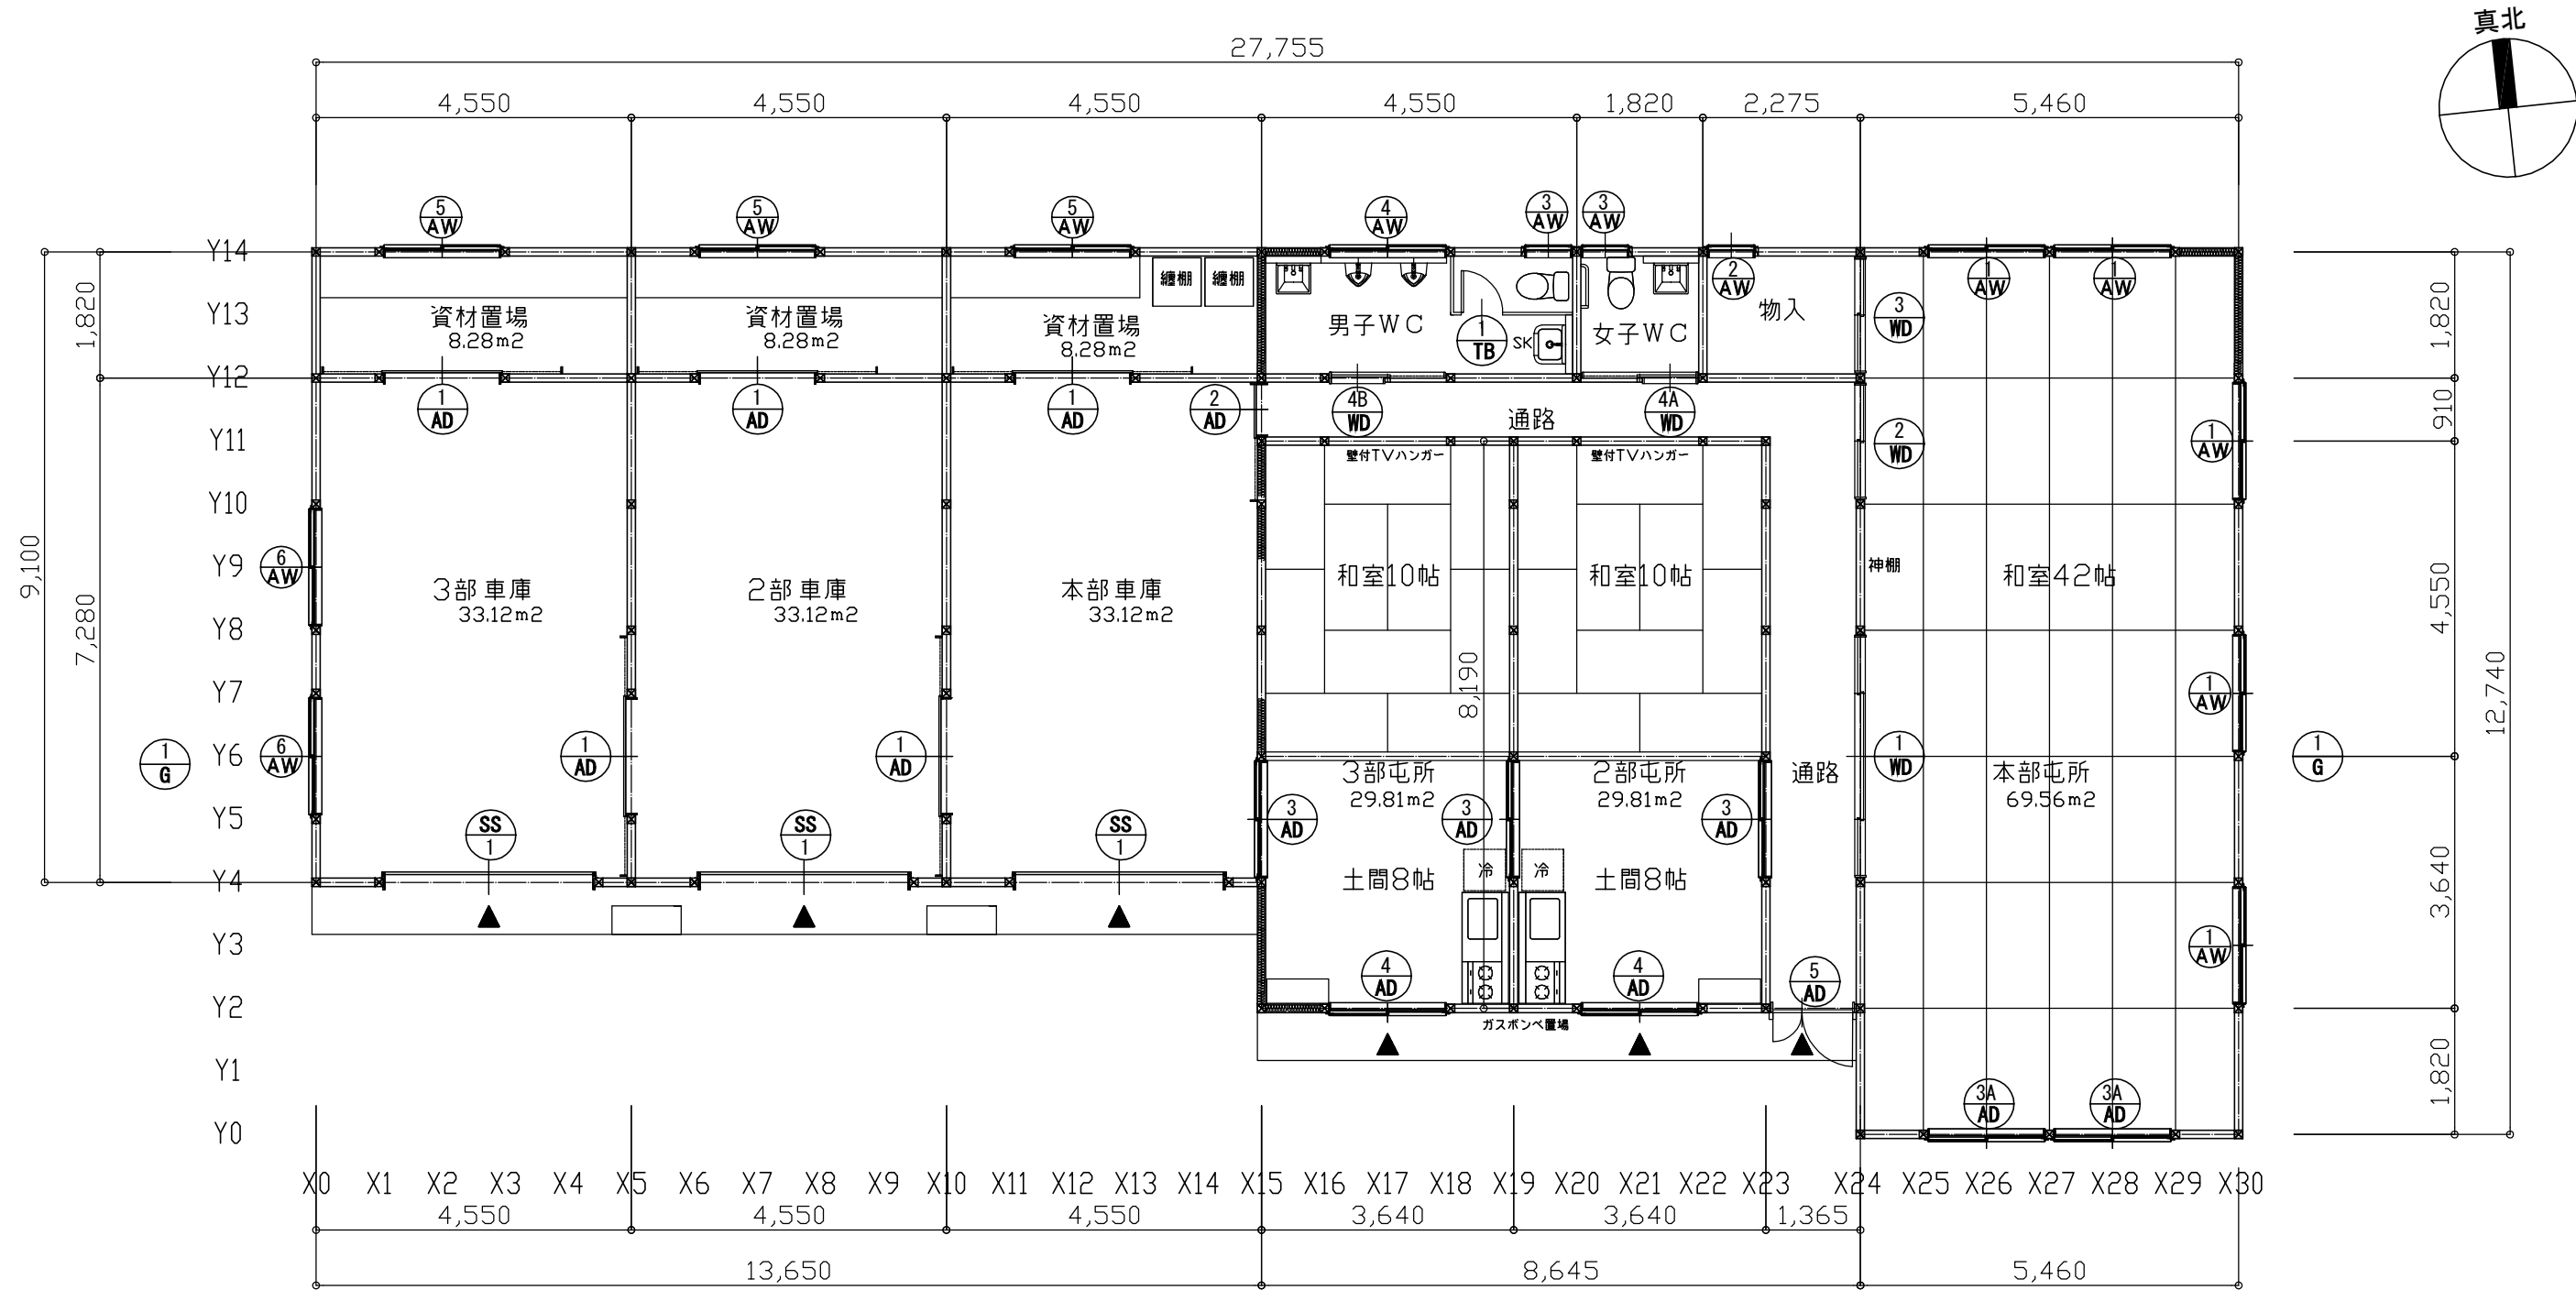 真北
27,755
4,550 4,550 4,550 4,550 1,820 2,275 5,460
5 AW
5 AW
5 AW
4 AW
3 AW
3 AW
Y14
纏棚 纏棚
2 AW
1 AW
1 AW
1,820
Y13
資材置場
8.28m2
資材置場
8.28m2
資材置場
8.28m2
男子WC
1 TB
SK
女子WC
物入
3 WD
1,820
Y12
1 AD
1 AD
1 AD
2 AD
4B WD
4A WD
通路
910
Y11
壁付TVハンガー
壁付TVハンガー
2 WD
1 AW
Y10
9,100
Y9
6 AW
3部車庫
33.12m2
2部車庫
33.12m2
本部車庫
33.12m2
和室10帖
和室10帖
神棚
和室42帖
4,550
7,280
Y8
8,190
Y7
1 AW
12,740
1 G
Y6
6 AW
1 AD
1 AD
3部屯所
29.81m2
2部屯所
29.81m2
通路
1 WD
本部屯所
69.56m2
1 G
Y5
SS 1
SS 1
SS 1
3 AD
3 AD
3 AD
Y4
土間8帖
冷
冷
土間8帖
3,640
Y3
4 AD
4 AD
5 AD
1 AW
Y2
ガスボンベ置場
Y1
1,820
3A AD
3A AD
Y0
X0 X1 X2 X3 X4 X5 X6 X7 X8 X9 X10 X11 X12 X13 X14 X15 X16 X17 X18 X19 X20 X21 X22 X23 X24 X25 X26 X27 X28 X29 X30
4,550 4,550 4,550 3,640 3,640 1,365
13,650 8,645 5,460